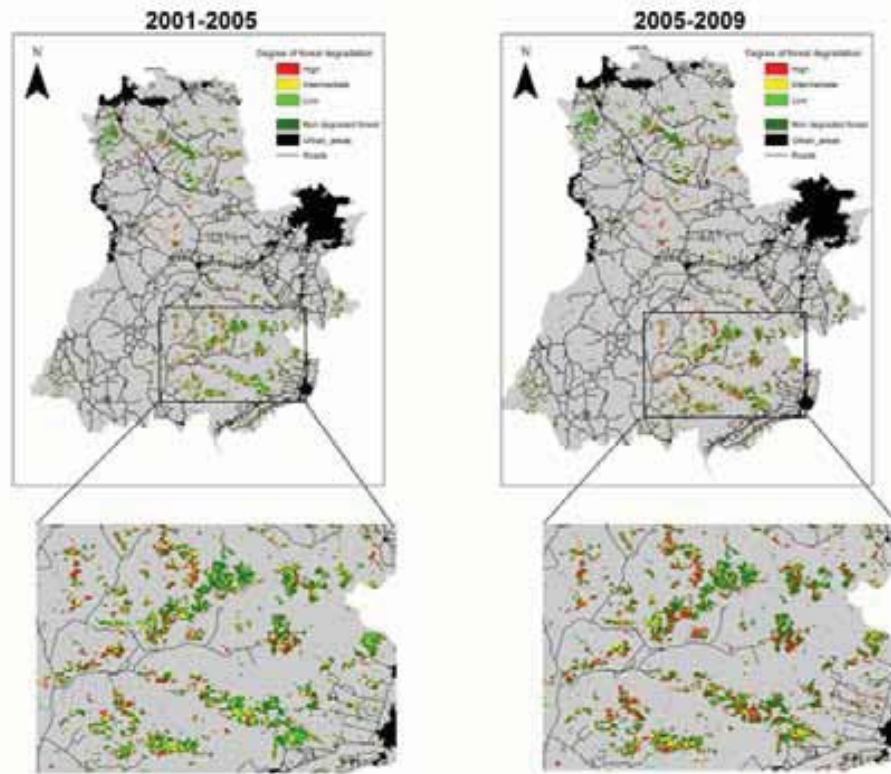 2001-2005
N
Degree of forest degradation
High
Intermediate
Low
Non degraded forest
Urban_areas
Roads
2005-2009
N
Degree of forest degradation
High
Intermediate
Low
Non degraded forest
Urban_areas
Roads